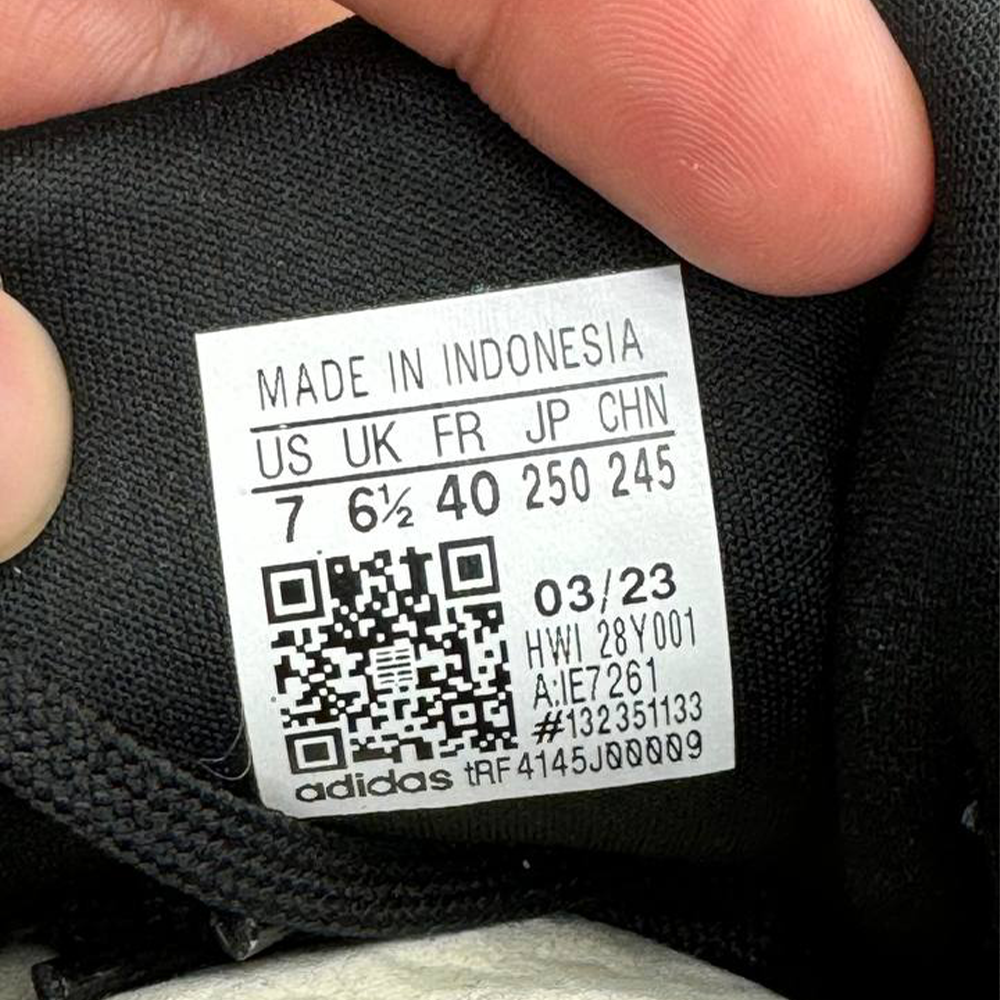 MADE IN INDONESIA
US UK FR JP CHN
7 6½ 40 250 245
03/23
HWI 28Y001
A:IE7261
#132351133
adidas tRF4145J00009